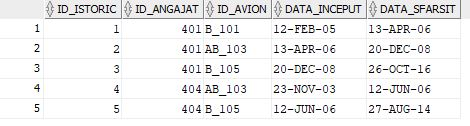 ID_ISTORIC ID_ANGAJAT ID_AVION DATA_INCEPUT DATA_SFARSIT
1 1 401 B_101 12-FEB-05 13-APR-06
2 2 401 AB_103 13-APR-06 20-DEC-08
3 3 401 B_105 20-DEC-08 26-OCT-16
4 4 404 AB_103 23-NOV-03 12-JUN-06
5 5 404 B_105 12-JUN-06 27-AUG-14